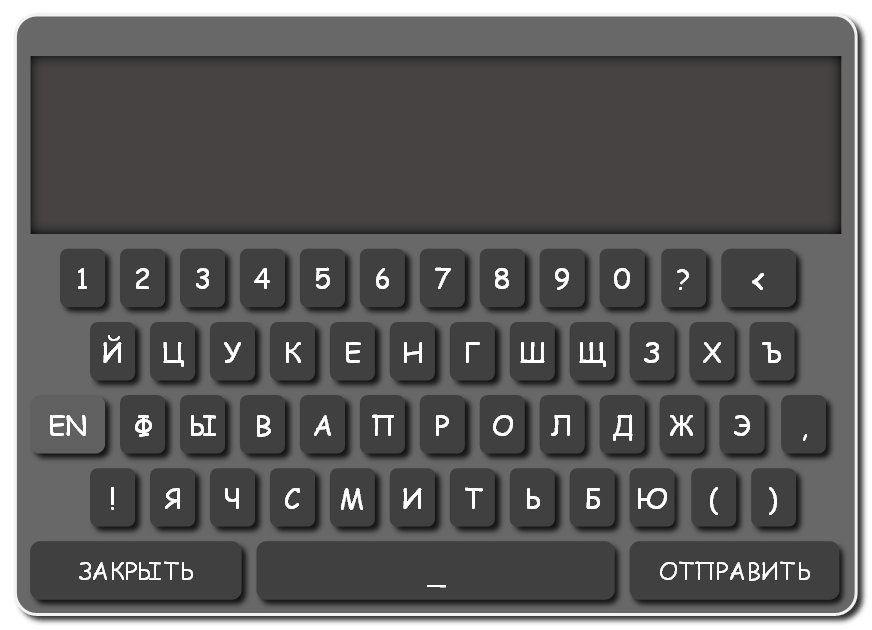 1 2 3 4 5 6 7 8 9 0 ? <
Й Ц У К Е Н Г Ш Щ З Х Ъ
EN Ф Ы В А П Р О Л Д Ж Э ,
! Я Ч С М И Т Ь Б Ю ( )
ЗАКРЫТЬ _ ОТПРАВИТЬ